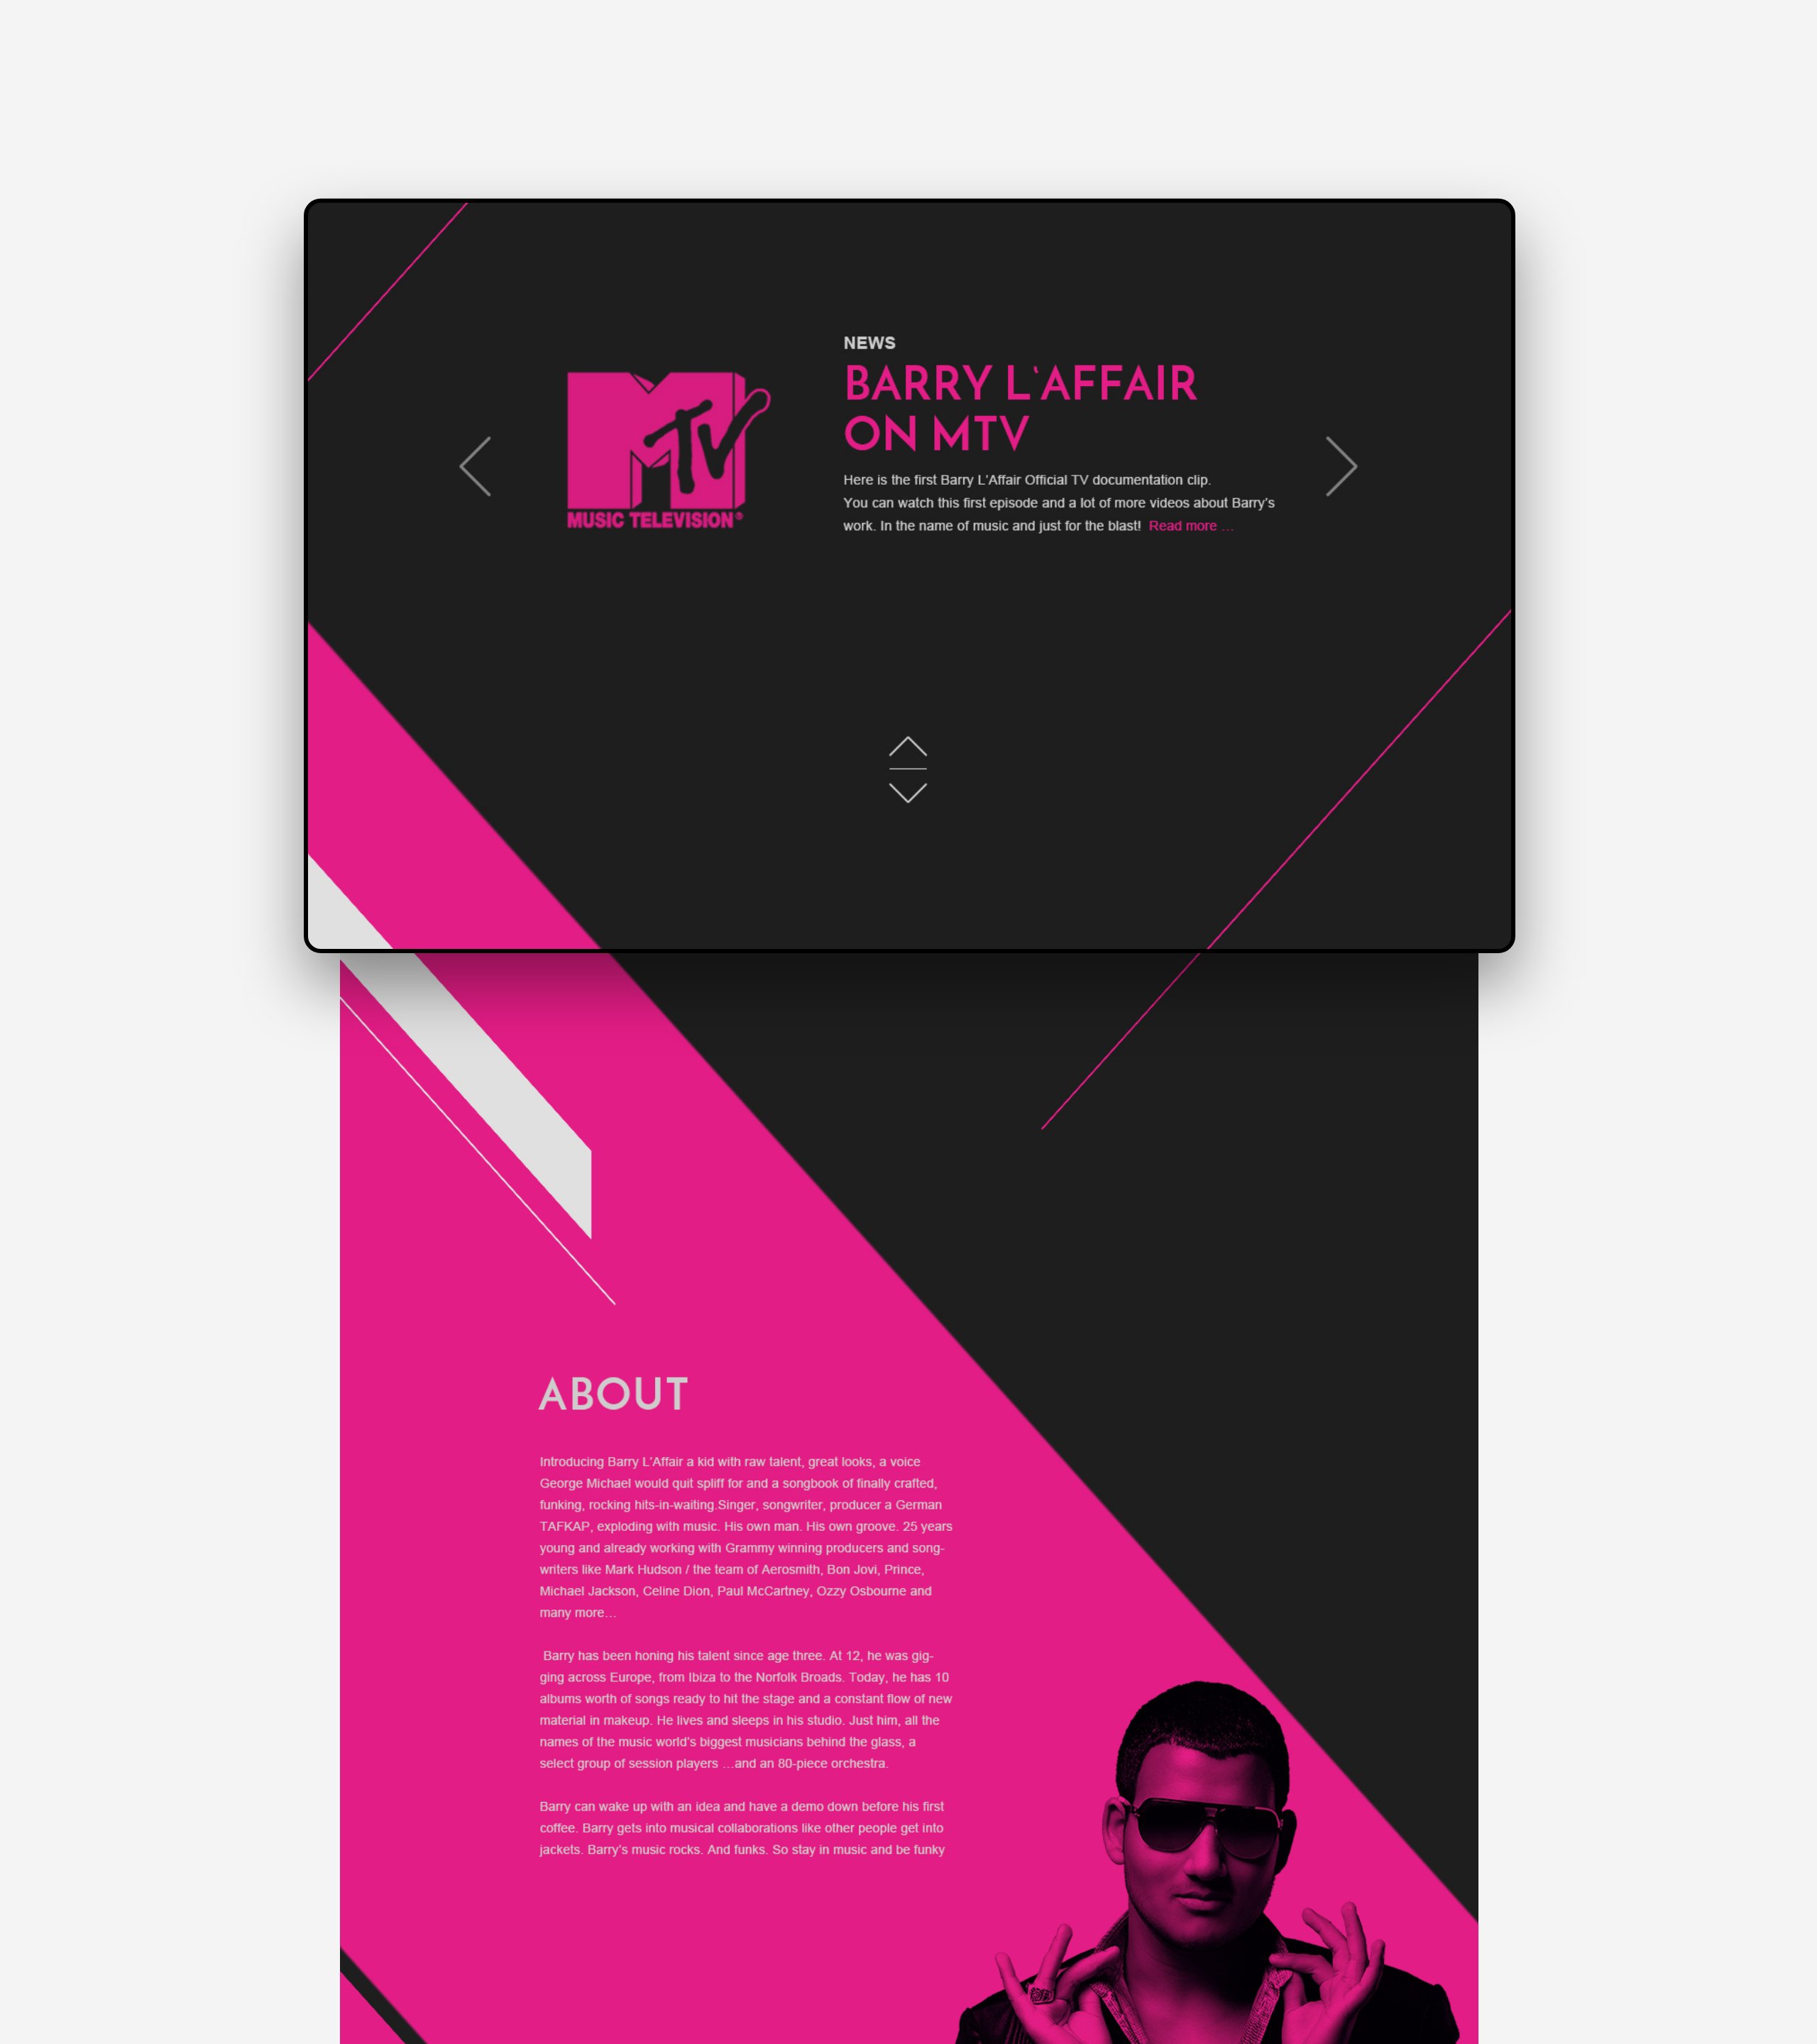 NEWS
BARRY L‘AFFAIR
ON MTV
MTV
MUSIC TELEVISION®
Here is the first Barry L’Affair Official TV documentation clip.
You can watch this first episode and a lot of more videos about Barry’s
work. In the name of music and just for the blast!  Read more …
ABOUT
Introducing Barry L’Affair a kid with raw talent, great looks, a voice
George Michael would quit spliff for and a songbook of finally crafted,
funking, rocking hits-in-waiting.Singer, songwriter, producer a German
TAFKAP, exploding with music. His own man. His own groove. 25 years
young and already working with Grammy winning producers and song-
writers like Mark Hudson / the team of Aerosmith, Bon Jovi, Prince,
Michael Jackson, Celine Dion, Paul McCartney, Ozzy Osbourne and
many more…
Barry has been honing his talent since age three. At 12, he was gig-
ging across Europe, from Ibiza to the Norfolk Broads. Today, he has 10
albums worth of songs ready to hit the stage and a constant flow of new
material in makeup. He lives and sleeps in his studio. Just him, all the
names of the music world’s biggest musicians behind the glass, a
select group of session players …and an 80-piece orchestra.
Barry can wake up with an idea and have a demo down before his first
coffee. Barry gets into musical collaborations like other people get into
jackets. Barry’s music rocks. And funks. So stay in music and be funky